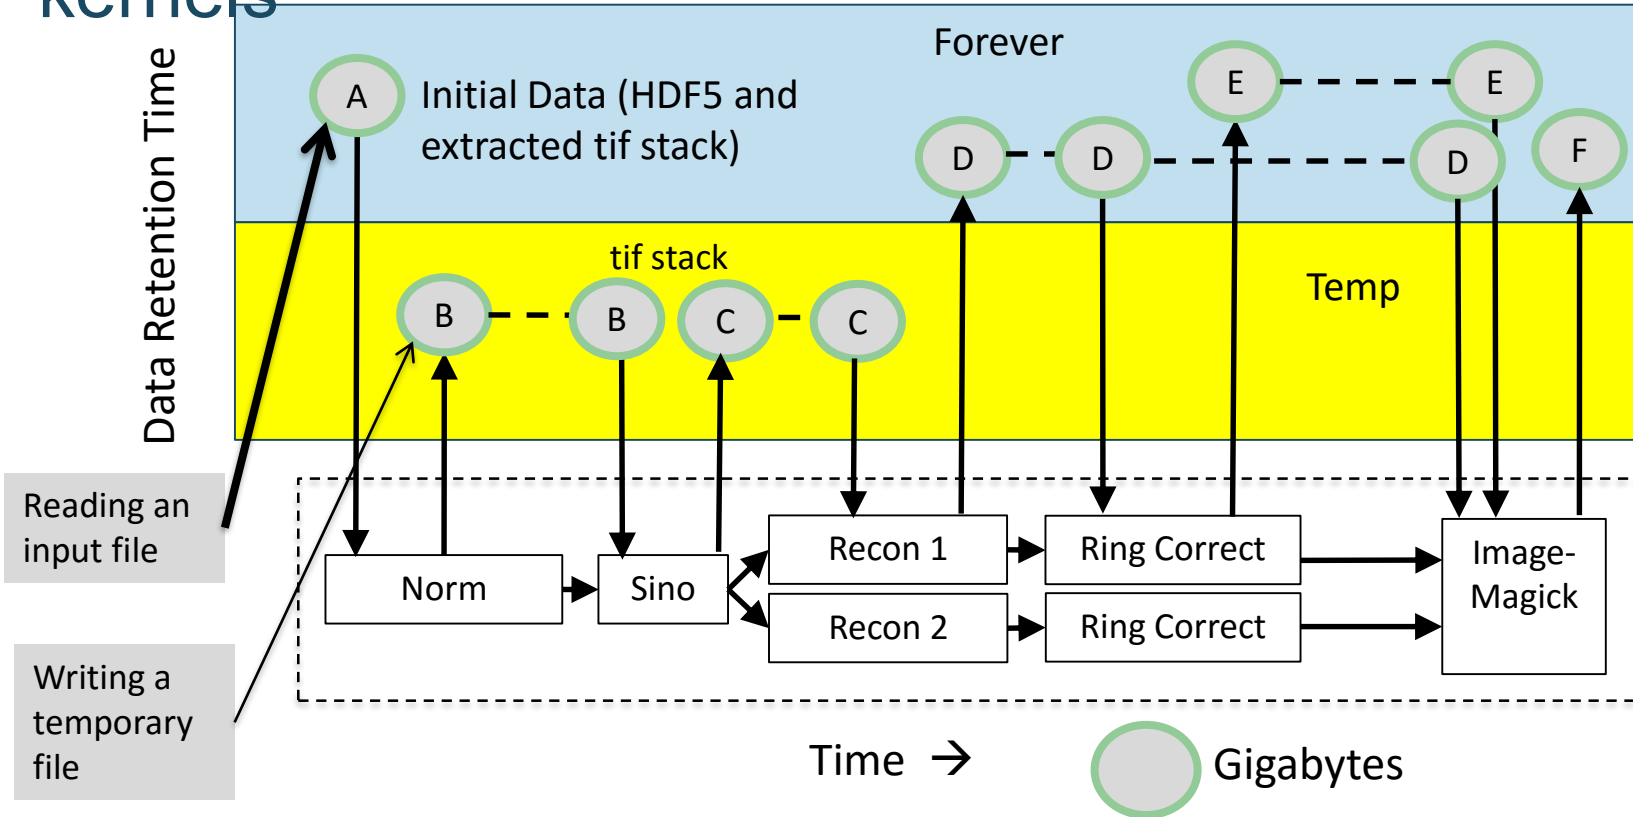 kernels
Data Retention Time
Forever
A
Initial Data (HDF5 and
extracted tif stack)
E
E
D
D
D
F
tif stack
Temp
B
B
C
C
Reading an
input file
Writing a
temporary
file
Norm
Sino
Recon 1
Recon 2
Ring Correct
Ring Correct
Image-
Magick
Time →
Gigabytes